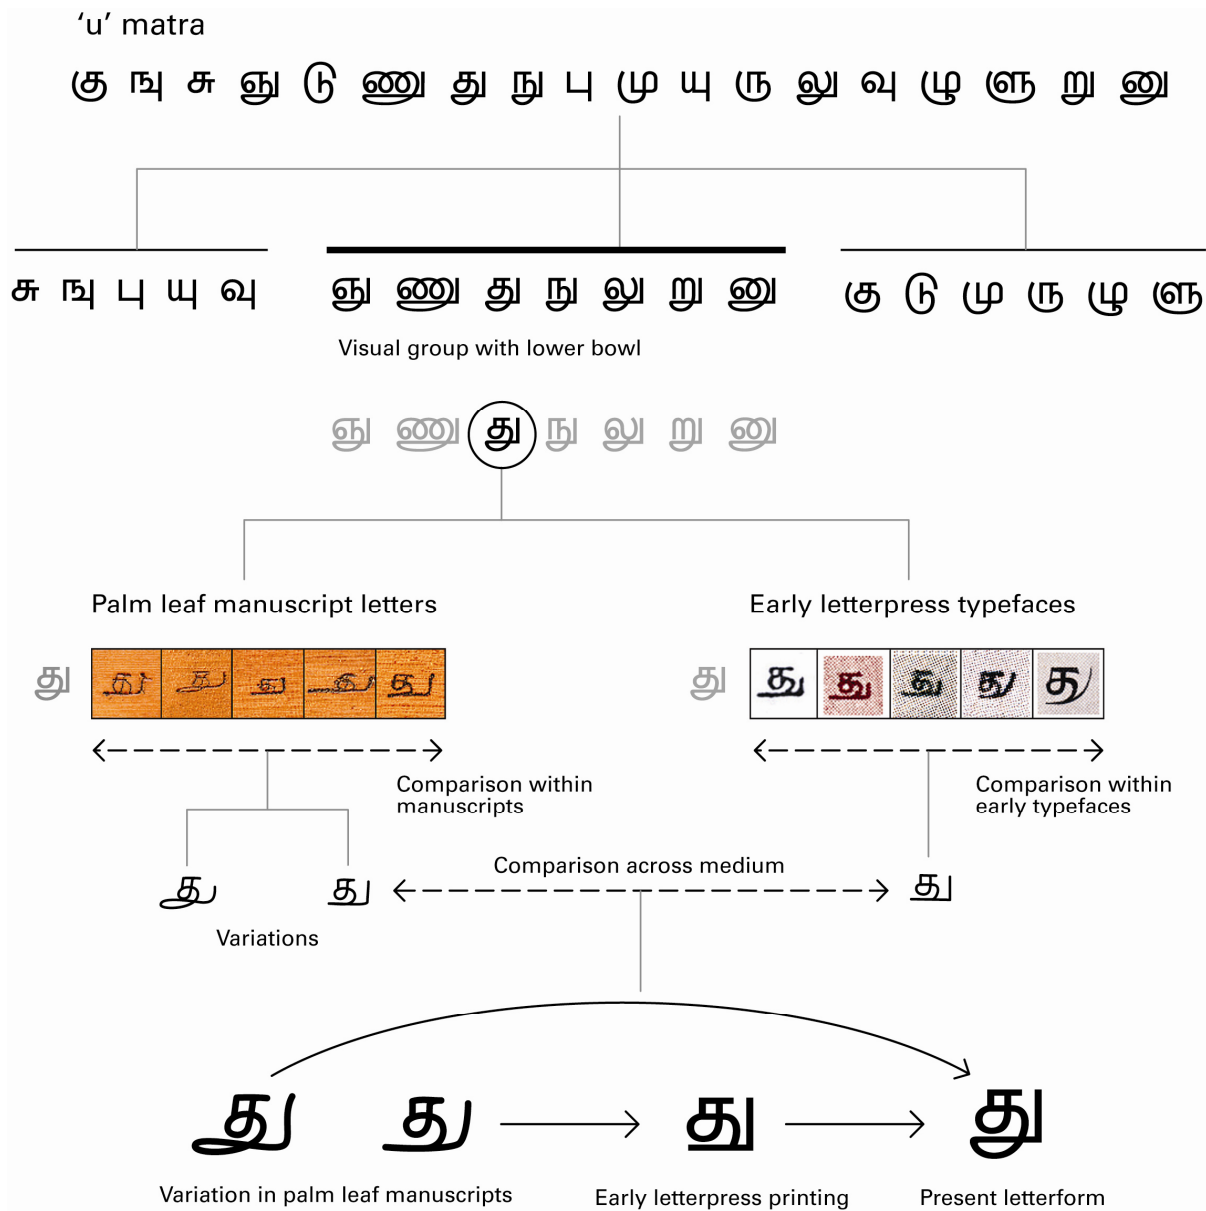 ‘u’ matra
கு ஙு சு ஞு டு ணு து நு பு மு யு ரு லு வு ழு ளு று னு
சு ஙு பு யு வு
ஞு ணு து நு லு று னு
கு டு மு ரு ழு ளு
Visual group with lower bowl
ஞு ணு து நு லு று னு
Palm leaf manuscript letters
Early letterpress typefaces
து து து து து து
து து து து து து
Comparison within
manuscripts
Comparison within
early typefaces
Comparison across medium
து து து
Variations
து து து து
Variation in palm leaf manuscripts
Early letterpress printing
Present letterform